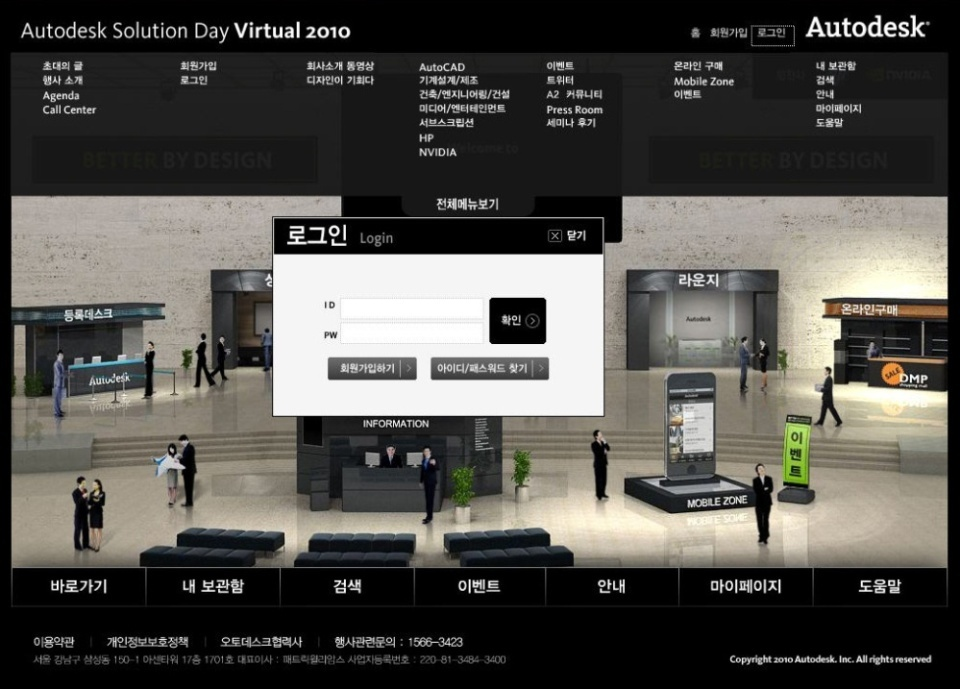 Autodesk Solution Day Virtual 2010
홈 회원가입 로그인
Autodesk
초대의 글
행사 소개
Agenda
Call Center
회원가입
로그인
회사소개 동영상
디자인이 기회다
AutoCAD
기계설계/제조
건축/엔지니어링/건설
미디어/엔터테인먼트
서브스크립션
HP
NVIDIA
이벤트
트위터
A2 커뮤니티
Press Room
세미나 후기
온라인 구매
Mobile Zone
이벤트
내 보관함
검색
안내
마이페이지
도움말
NVIDIA
BETTER BY DESIGN
welcome to
BETTER BY DESIGN
전체메뉴보기
로그인 Login
닫기
ID
PW
확인
회원가입하기
아이디/패스워드 찾기
등록데스크
Autodesk
라운지
Autodesk
온라인구매
SALE
DMP
INFORMATION
이벤트
MOBILE ZONE
바로가기
내 보관함
검색
이벤트
안내
마이페이지
도움말
이용약관 | 개인정보보호정책 | 오토데스크협력사 | 행사관련문의 : 1566-3423
서울 강남구 삼성동 150-1 아센타워 17층 1701호 대표이사 : 패트릭윌리암스 사업자등록번호 : 220-81-3484-3400
Copyright 2010 Autodesk. Inc. All rights reserved